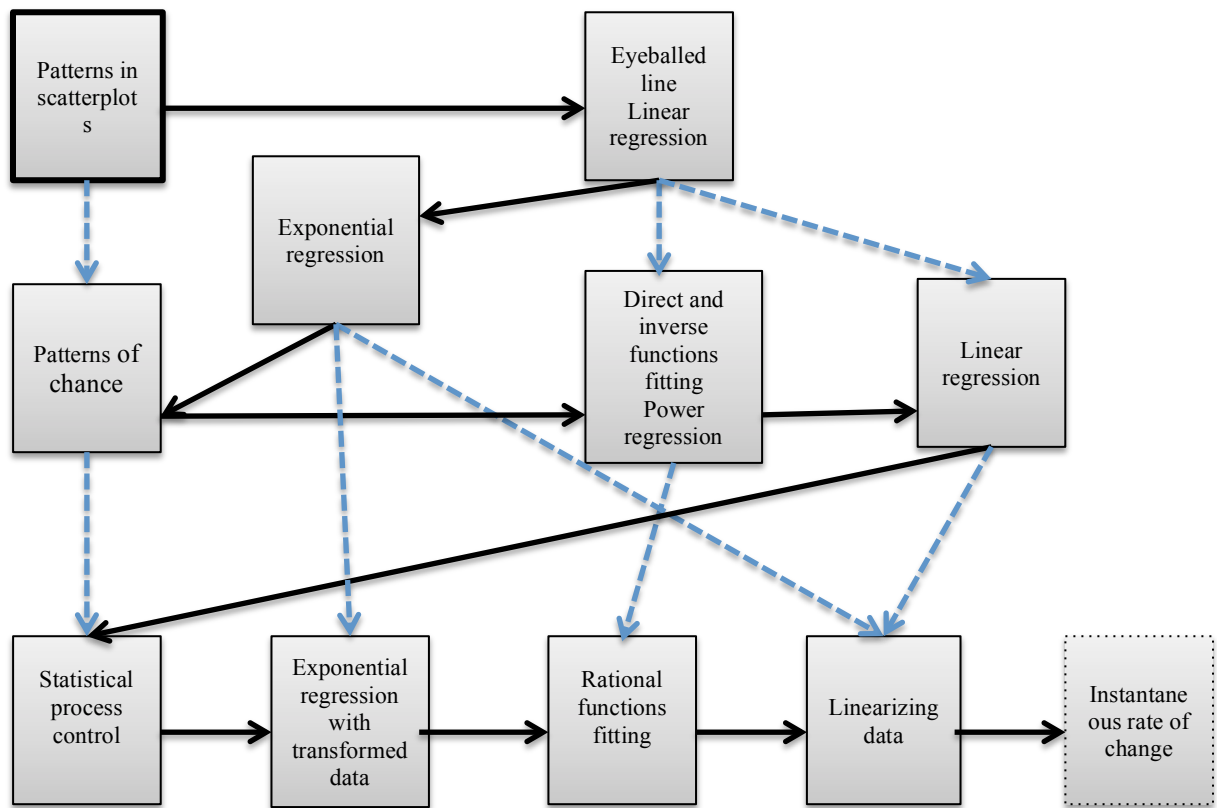 Patterns in
scatterplot
s
Eyeballed
line
Linear
regression
Exponential
regression
Patterns of
chance
Direct and
inverse
functions
fitting
Power
regression
Linear
regression
Statistical
process
control
Exponential
regression
with
transformed
data
Rational
functions
fitting
Linearizing
data
Instantane
ous rate of
change